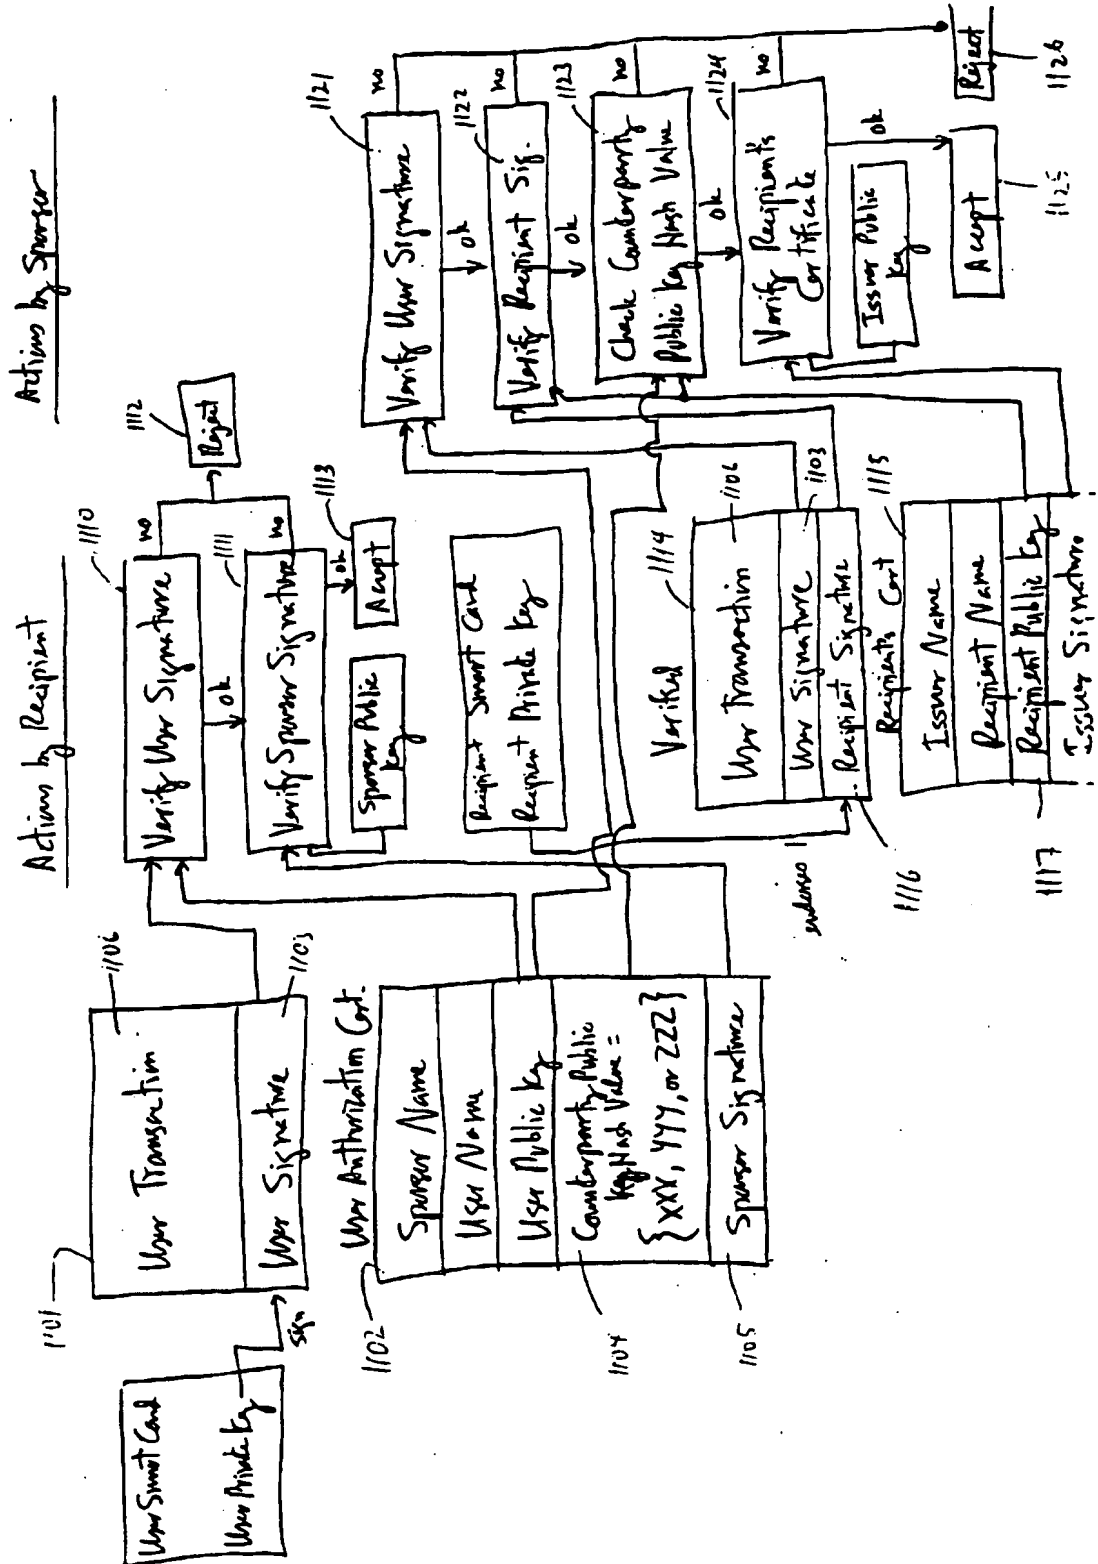 User Smart Card
User Private Key
sign
1101
User Transaction
1106
User Signature
1103
User Authorization Cert.
1102
Sponsor Name
User Name
User Public Key
Counterparty Public
Key Hash Value =
{XXX, YYY, or ZZZ}
1104
Sponsor Signature
1105
Actions by Recipient
1110
Verify User Signature
no
ok
1111
Verify Sponsor Signature
no
ok
Reject
1112
Accept
1113
Sponsor Public
Key
Recipient Smart Card
Recipient Private Key
endorses
Verified
1114
User Transaction
1106
User Signature
1103
Recipient Signature
1116
Recipients Cert
1115
Issuer Name
Recipient Name
Recipient Public Key
1117
Issuer Signature
Actions by Sponsor
1121
Verify User Signature
no
ok
1122
Verify Recipient Sig.
no
ok
1123
Check Counterparty
Public Key Hash Value
no
ok
1124
Verify Recipients
Certificate
no
ok
Issuer Public
Key
Accept
1125
Reject
1126